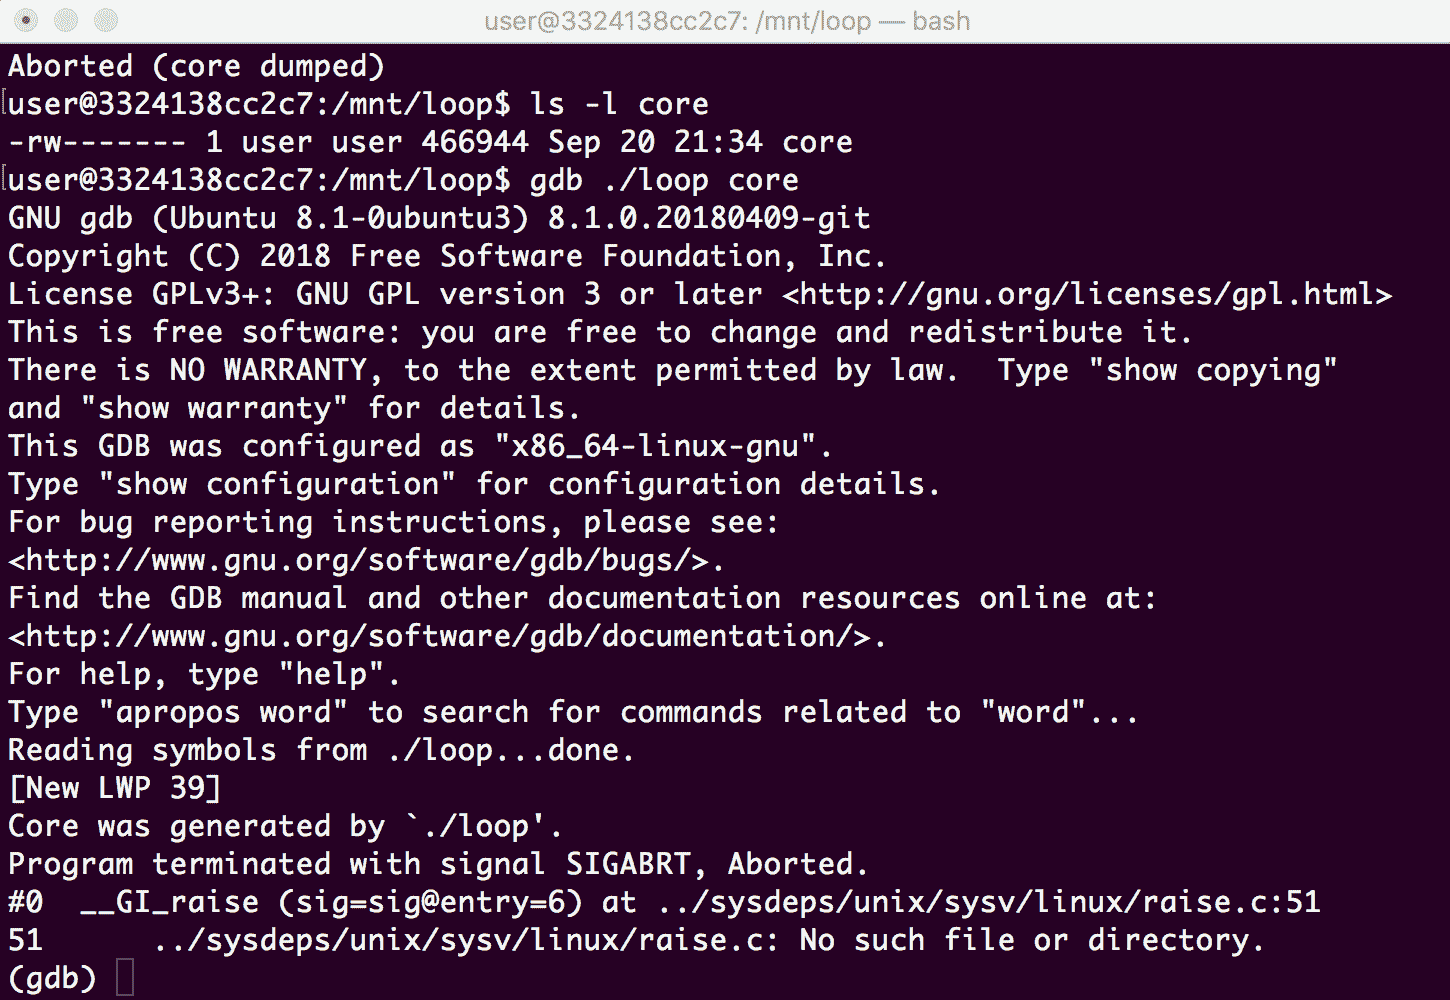 user@3324138cc2c7: /mnt/loop — bash
Aborted (core dumped)
user@3324138cc2c7:/mnt/loop$ ls -l core
-rw------- 1 user user 466944 Sep 20 21:34 core
user@3324138cc2c7:/mnt/loop$ gdb ./loop core
GNU gdb (Ubuntu 8.1-0ubuntu3) 8.1.0.20180409-git
Copyright (C) 2018 Free Software Foundation, Inc.
License GPLv3+: GNU GPL version 3 or later <http://gnu.org/licenses/gpl.html>
This is free software: you are free to change and redistribute it.
There is NO WARRANTY, to the extent permitted by law.  Type "show copying"
and "show warranty" for details.
This GDB was configured as "x86_64-linux-gnu".
Type "show configuration" for configuration details.
For bug reporting instructions, please see:
<http://www.gnu.org/software/gdb/bugs/>.
Find the GDB manual and other documentation resources online at:
<http://www.gnu.org/software/gdb/documentation/>.
For help, type "help".
Type "apropos word" to search for commands related to "word"...
Reading symbols from ./loop...done.
[New LWP 39]
Core was generated by `./loop'.
Program terminated with signal SIGABRT, Aborted.
#0  __GI_raise (sig=sig@entry=6) at ../sysdeps/unix/sysv/linux/raise.c:51
51      ../sysdeps/unix/sysv/linux/raise.c: No such file or directory.
(gdb)